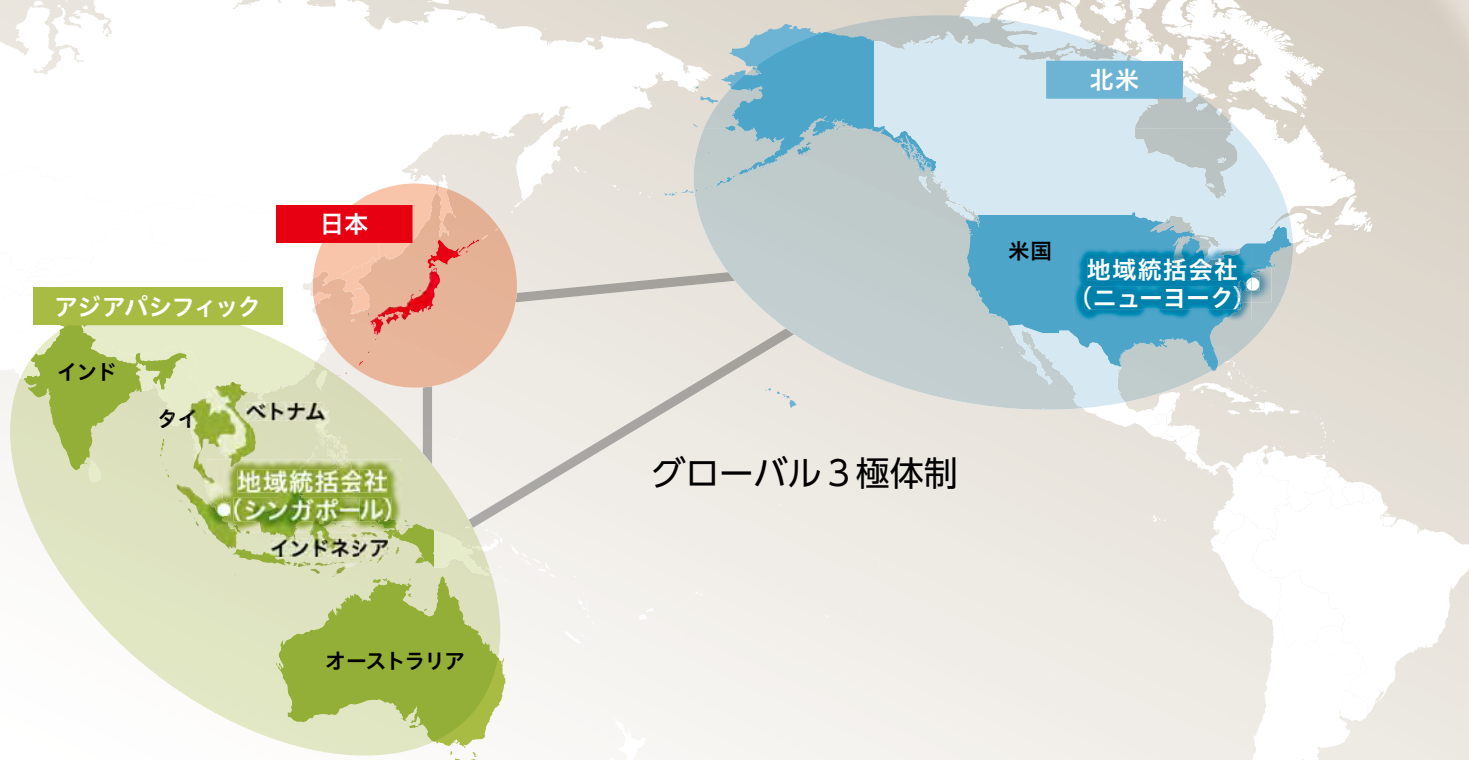 北米
日本
米国
地域統括会社
(ニューヨーク)
アジアパシフィック
インド
タイ
ベトナム
地域統括会社
(シンガポール)
インドネシア
グローバル3極体制
オーストラリア